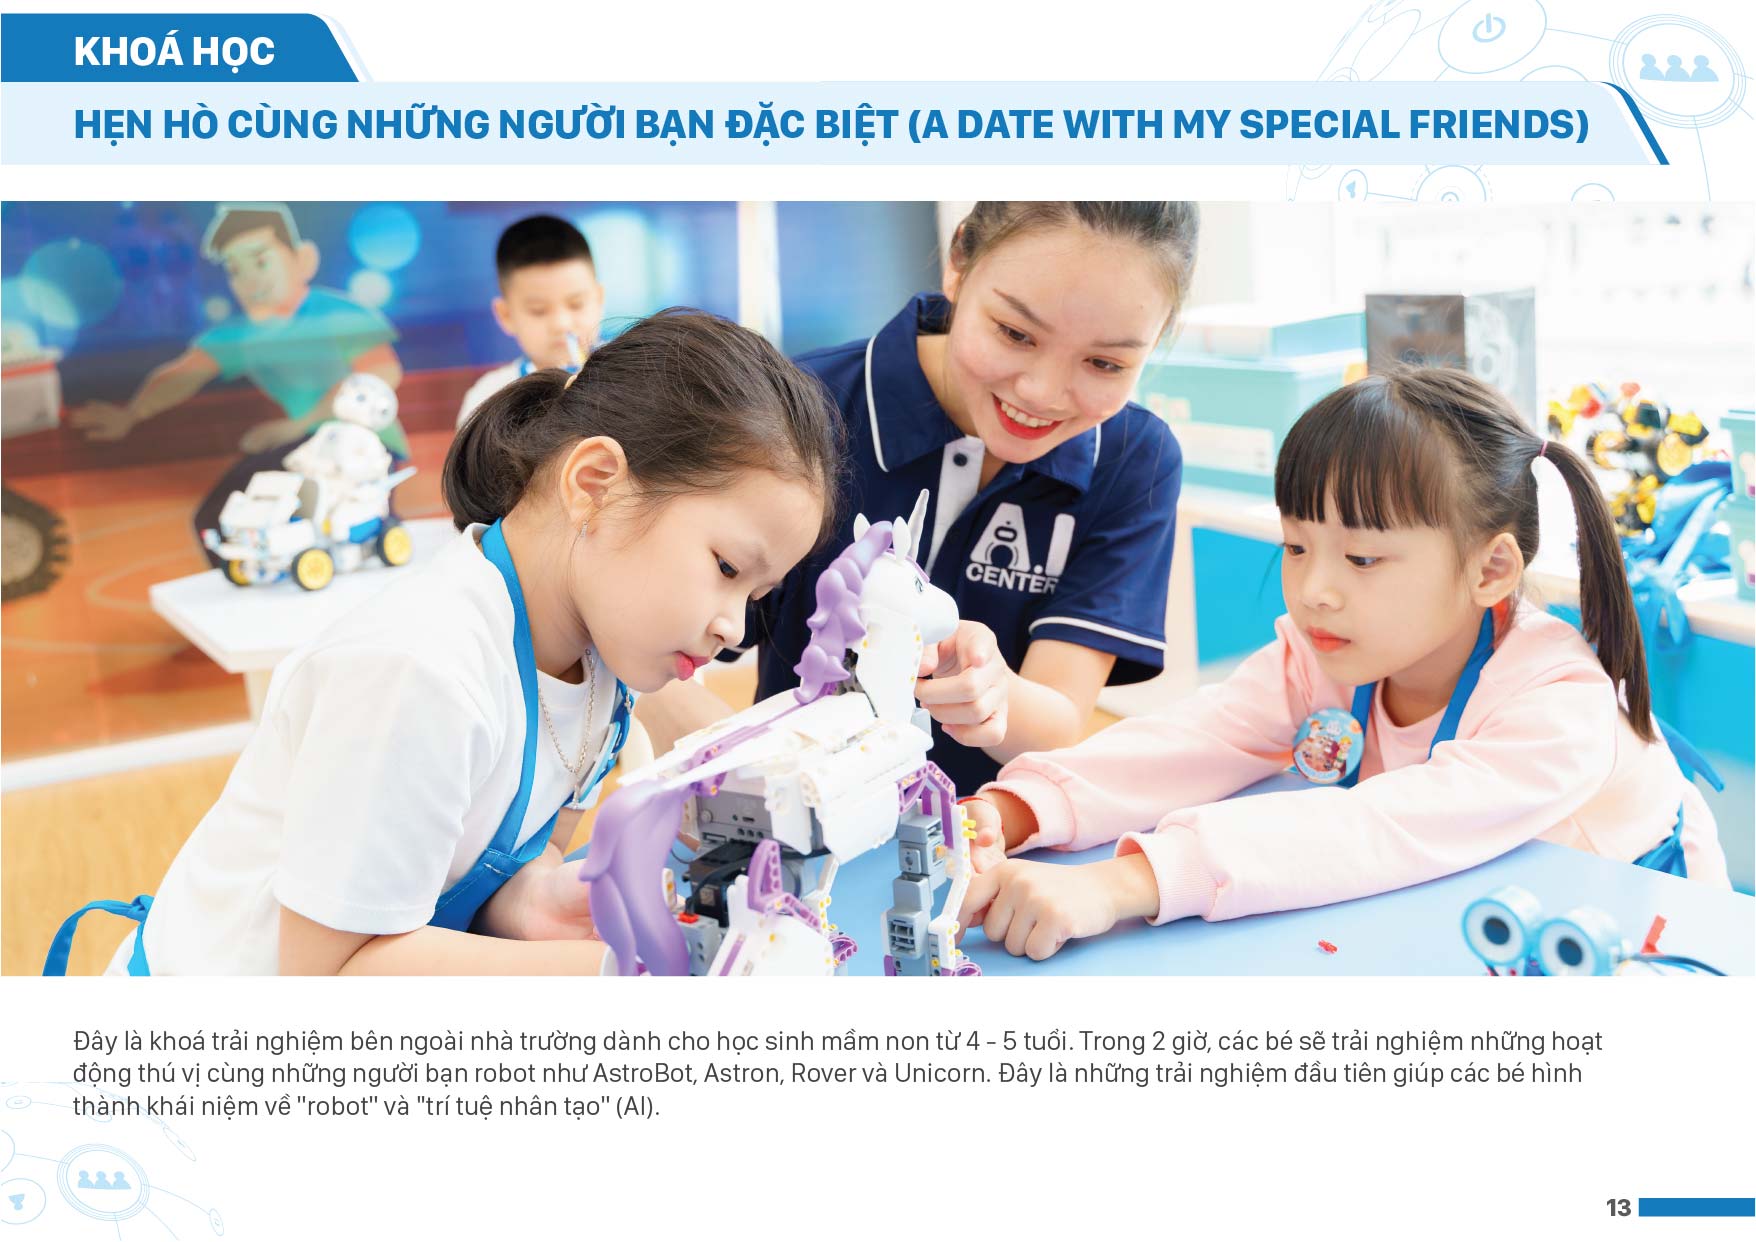 KHOÁ HỌC
HẸN HÒ CÙNG NHỮNG NGƯỜI BẠN ĐẶC BIỆT (A DATE WITH MY SPECIAL FRIENDS)
A.I
CENTER
Đây là khoá trải nghiệm bên ngoài nhà trường dành cho học sinh mầm non từ 4 - 5 tuổi. Trong 2 giờ, các bé sẽ trải nghiệm những hoạt
động thú vị cùng những người bạn robot như AstroBot, Astron, Rover và Unicorn. Đây là những trải nghiệm đầu tiên giúp các bé hình
thành khái niệm về "robot" và "trí tuệ nhân tạo" (AI).
13